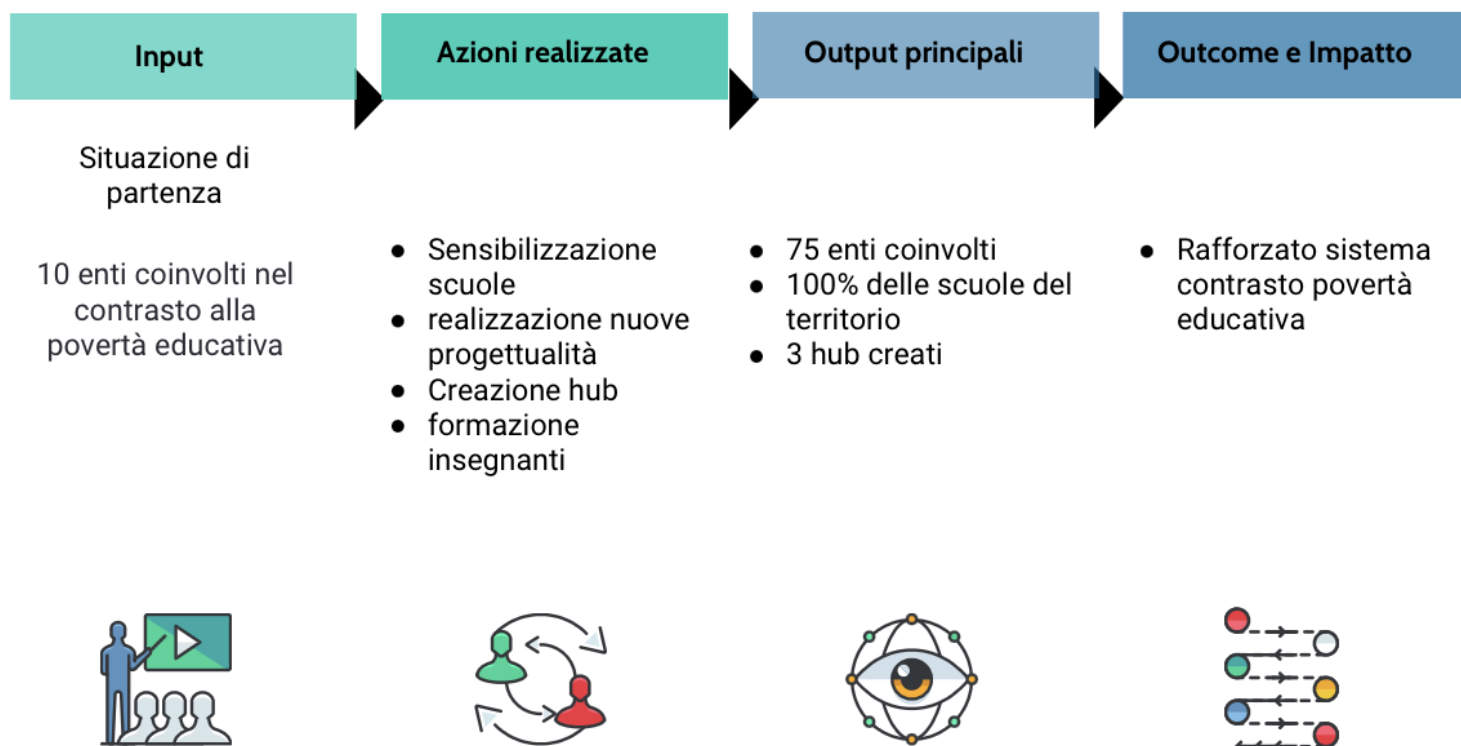 Input
Azioni realizzate
Output principali
Outcome e Impatto
Situazione di
partenza
10 enti coinvolti nel
contrasto alla
povertà educativa
● Sensibilizzazione
scuole
● realizzazione nuove
progettualità
● Creazione hub
● formazione
insegnanti
● 75 enti coinvolti
● 100% delle scuole del
territorio
● 3 hub creati
● Rafforzato sistema
contrasto povertà
educativa